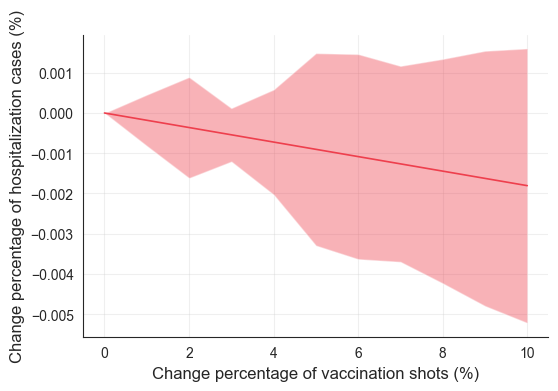 Change percentage of hospitalization cases (%)
0.001
0.000
−0.001
−0.002
−0.003
−0.004
−0.005
0 2 4 6 8 10
Change percentage of vaccination shots (%)